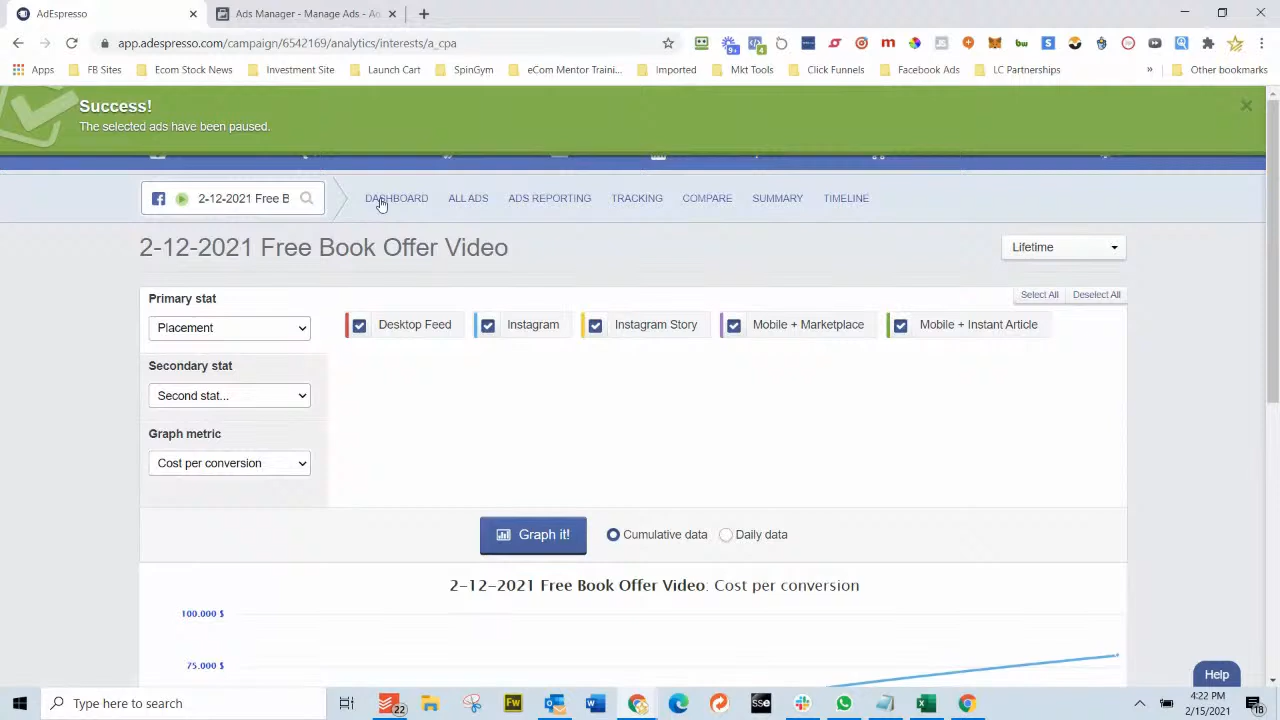 AdEspresso
Ads Manager - Manage Ads - Ac
app.adespresso.com/campaign/6542169/analytics/interests/a_cpa
9+
4
Apps
FB Sites
Ecom Stock News
Investment Site
Launch Cart
SpinGym
eCom Mentor Traini...
Imported
Mkt Tools
Click Funnels
Facebook Ads
LC Partnerships
»
Other bookmarks
Success!
The selected ads have been paused.
2-12-2021 Free B
DASHBOARD
ALL ADS
ADS REPORTING
TRACKING
COMPARE
SUMMARY
TIMELINE
2-12-2021 Free Book Offer Video
Lifetime
Primary stat
Select All
Deselect All
Placement
Desktop Feed
Instagram
Instagram Story
Mobile + Marketplace
Mobile + Instant Article
Secondary stat
Second stat...
Graph metric
Cost per conversion
Graph it!
Cumulative data
Daily data
2-12-2021 Free Book Offer Video: Cost per conversion
100.000 $
75.000 $
Help
Type here to search
22
4:22 PM
2/15/2021
18